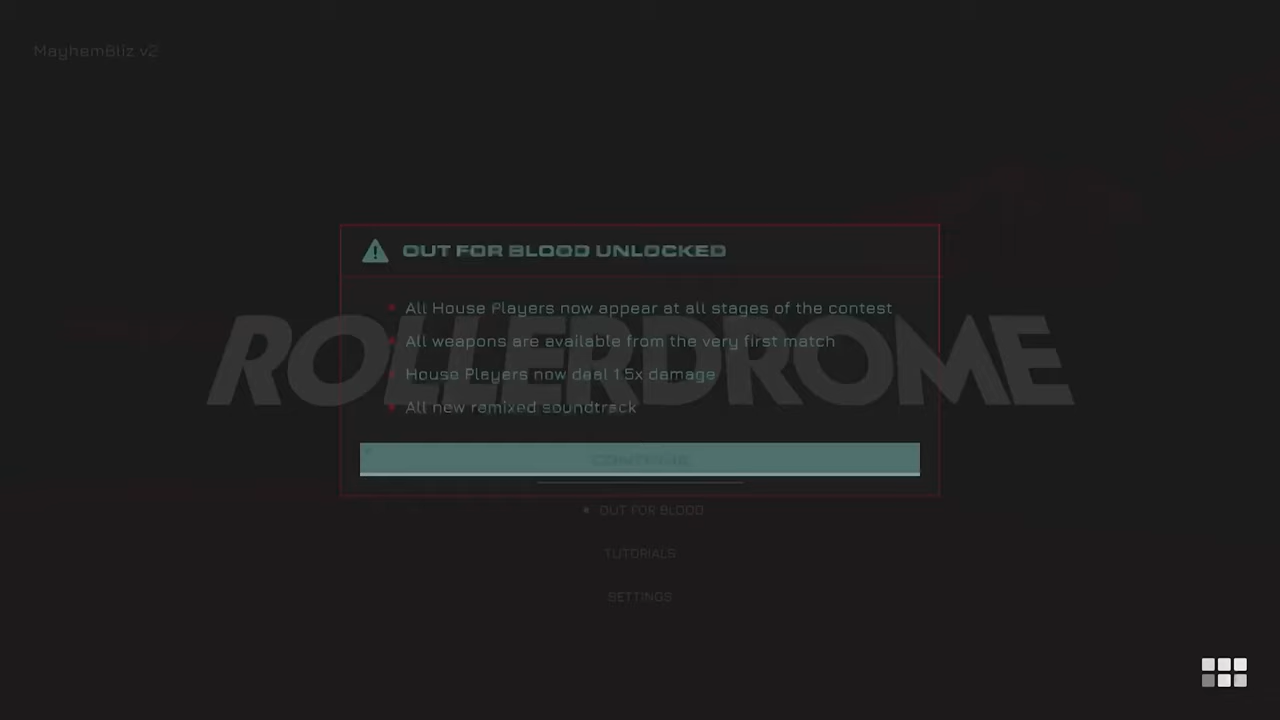 MayhemBliz v2
OUT FOR BLOOD UNLOCKED
All House Players now appear at all stages of the contest
All weapons are available from the very first match
ROLLERDROME
House Players now deal 1.5x damage
All new remixed soundtrack
CONTINUE
OUT FOR BLOOD
TUTORIALS
SETTINGS